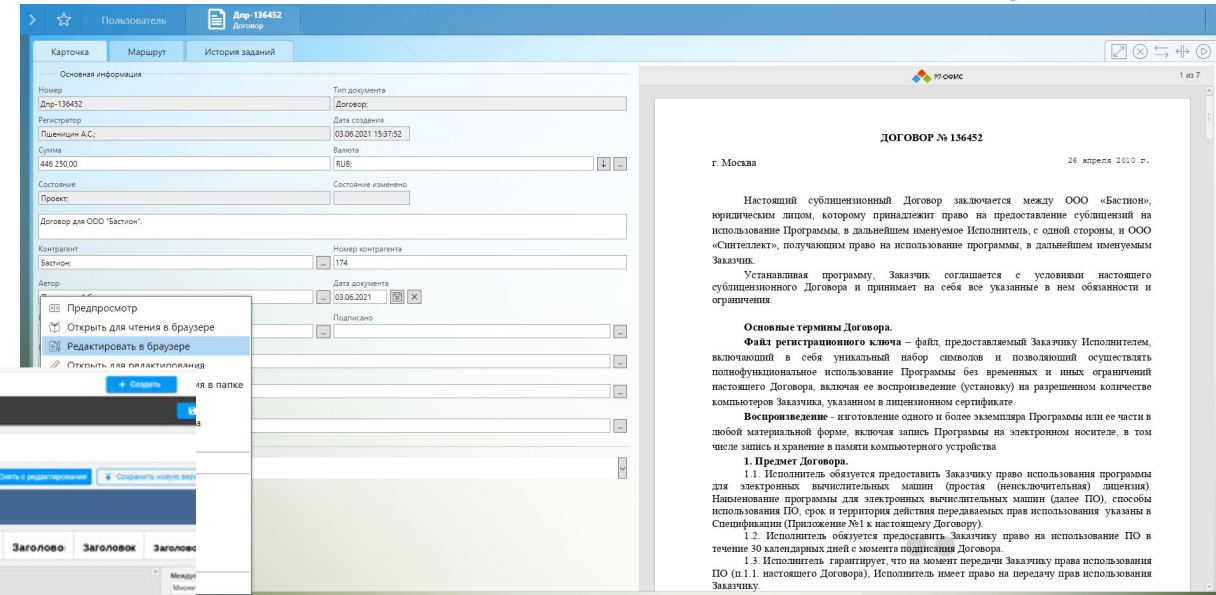 Пользователь
Дпр-136452
Договор
Карточка
Маршрут
История заданий
Основная информация
Номер
Тип документа
Дпр-136452
Договор;
Регистратор
Дата создания
Пшеницин А.С.;
03.06.2021 15:37:52
Сумма
Валюта
446 250,00
RUB;
Состояние
Состояние изменено
Проект;
Договор для ООО "Бастион".
Контрагент
Номер контрагента
Бастион;
174
Автор
Дата документа
03.06.2021
Подписано
Предпросмотр
Открыть для чтения в браузере
Редактировать в браузере
Открыть для редактирования
+ Создать
ия в папке
а
Снять с редактирования
Сохранить новую верс
Заголово
Заголовок
Заголовс
Р7-ОФИС
1 из 7
ДОГОВОР № 136452
г. Москва
26 апреля 2010 г.
Настоящий сублицензионный Договор заключается между ООО «Бастион»,
юридическим лицом, которому принадлежит право на предоставление сублицензий на
использование Программы, в дальнейшем именуемое Исполнитель, с одной стороны, и ООО
«Синтеллект», получающим право на использование программы, в дальнейшем именуемым
Заказчик.
Устанавливая программу, Заказчик соглашается с условиями настоящего
сублицензионного Договора и принимает на себя все указанные в нем обязанности и
ограничения.
Основные термины Договора.
Файл регистрационного ключа – файл, предоставляемый Заказчику Исполнителем,
включающий в себя уникальный набор символов и позволяющий осуществлять
полнофункциональное использование Программы без временных и иных ограничений
настоящего Договора, включая ее воспроизведение (установку) на разрешенном количестве
компьютеров Заказчика, указанном в лицензионном сертификате.
Воспроизведение - изготовление одного и более экземпляра Программы или ее части в
любой материальной форме, включая запись Программы на электронном носителе, в том
числе запись и хранение в памяти компьютерного устройства
1. Предмет Договора.
1.1. Исполнитель обязуется предоставить Заказчику право использования программы
для электронных вычислительных машин (простая (неисключительная) лицензия).
Наименование программы для электронных вычислительных машин (далее ПО), способы
использования ПО, срок и территория действия передаваемых прав использования указаны в
Спецификации (Приложение №1 к настоящему Договору).
1.2. Исполнитель обязуется предоставить Заказчику право на использование ПО в
течение 30 календарных дней с момента подписания Договора.
1.3. Исполнитель гарантирует, что на момент передачи Заказчику права использования
ПО (п.1.1. настоящего Договора), Исполнитель имеет право на передачу прав использования
Заказчику.